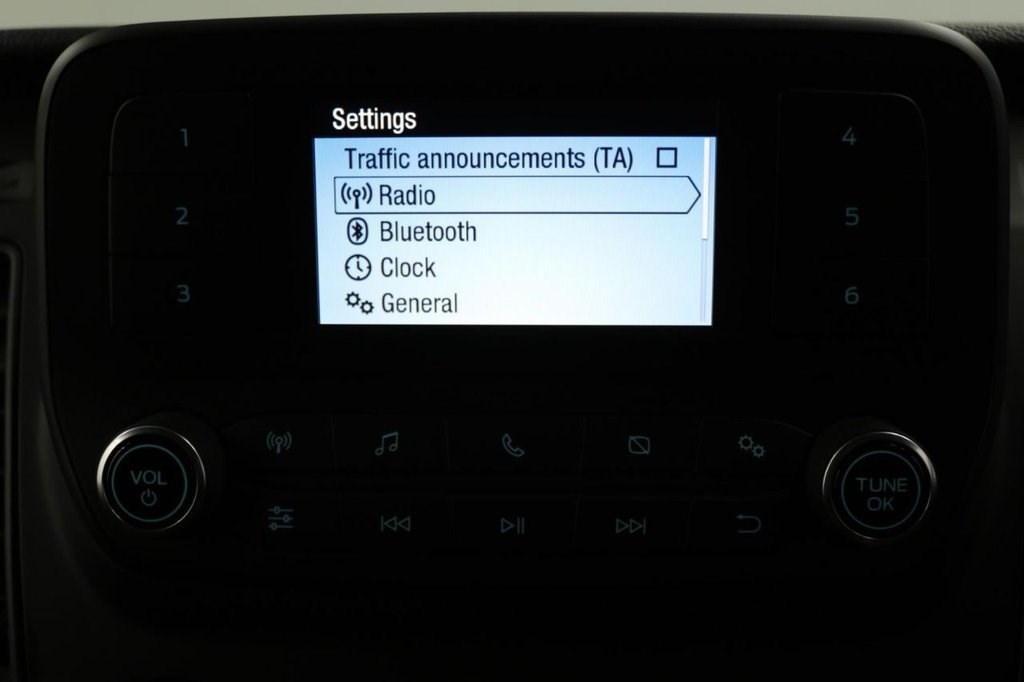 Settings
Traffic announcements (TA)
Radio
Bluetooth
Clock
General
1
2
3
4
5
6
VOL
TUNE
OK